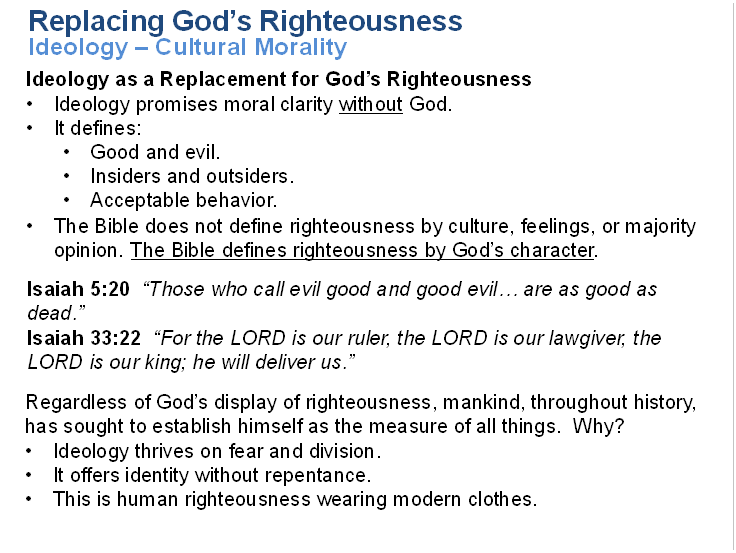 Replacing God’s Righteousness
Ideology – Cultural Morality
Ideology as a Replacement for God’s Righteousness
• Ideology promises moral clarity without God.
• It defines:
• Good and evil.
• Insiders and outsiders.
• Acceptable behavior.
• The Bible does not define righteousness by culture, feelings, or majority
opinion. The Bible defines righteousness by God’s character.
Isaiah 5:20 “Those who call evil good and good evil… are as good as
dead.”
Isaiah 33:22 “For the LORD is our ruler, the LORD is our lawgiver, the
LORD is our king; he will deliver us.”
Regardless of God’s display of righteousness, mankind, throughout history,
has sought to establish himself as the measure of all things. Why?
• Ideology thrives on fear and division.
• It offers identity without repentance.
• This is human righteousness wearing modern clothes.